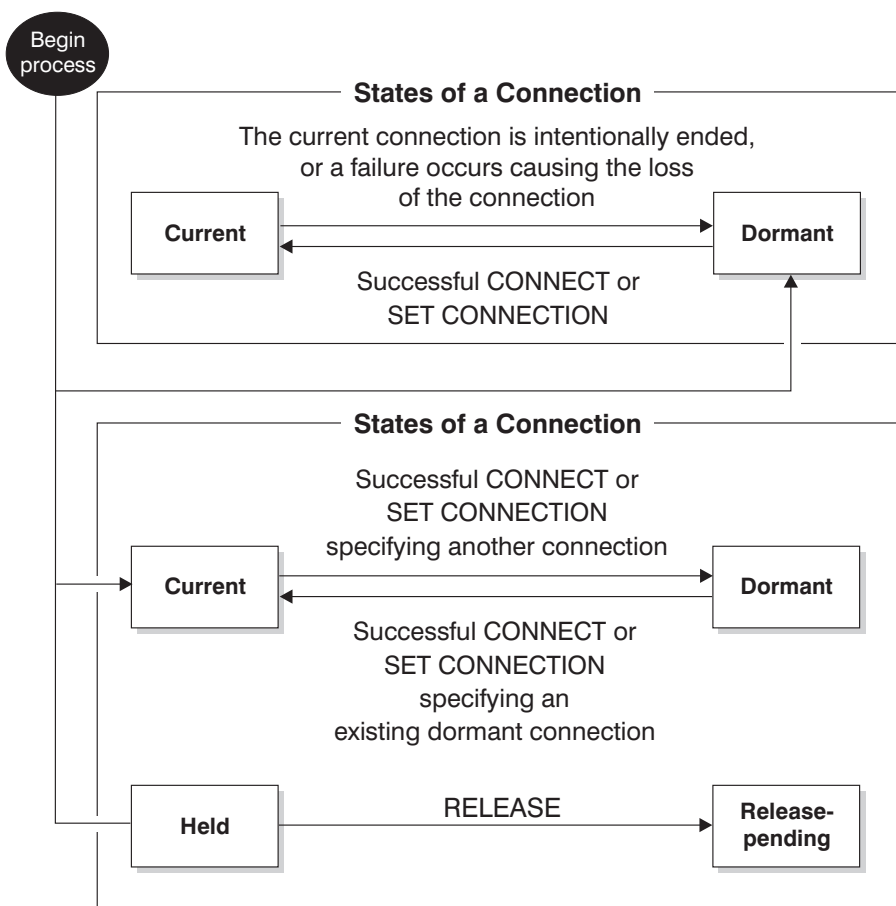 Begin
process
States of a Connection
The current connection is intentionally ended,
or a failure occurs causing the loss
of the connection
Current
Dormant
Successful CONNECT or
SET CONNECTION
States of a Connection
Successful CONNECT or
SET CONNECTION
specifying another connection
Current
Dormant
Successful CONNECT or
SET CONNECTION
specifying an
existing dormant connection
Held
RELEASE
Release-
pending